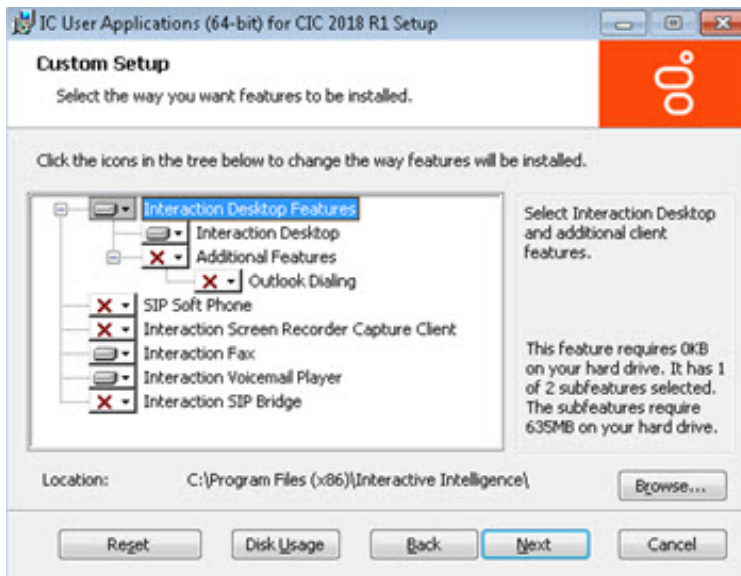 IC User Applications (64-bit) for CIC 2018 R1 Setup
Custom Setup
Select the way you want features to be installed.
Click the icons in the tree below to change the way features will be installed.
Interaction Desktop Features
Interaction Desktop
Additional Features
Outlook Dialing
SIP Soft Phone
Interaction Screen Recorder Capture Client
Interaction Fax
Interaction Voicemail Player
Interaction SIP Bridge
Select Interaction Desktop
and additional client
features.
This feature requires 0KB
on your hard drive. It has 1
of 2 subfeatures selected.
The subfeatures require
635MB on your hard drive.
Location: C:\Program Files (x86)\Interactive Intelligence\
Browse...
Reset Disk Usage Back Next Cancel